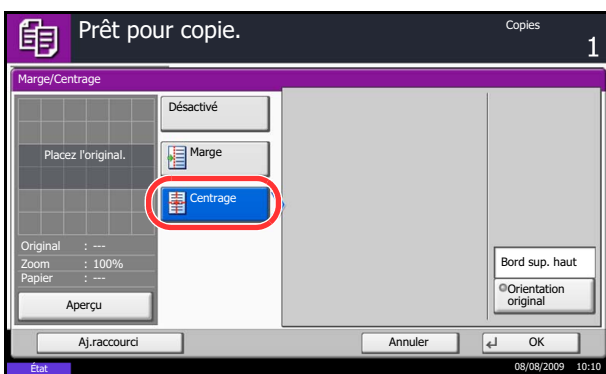 Prêt pour copie.
Copies
1
Marge/Centrage
Placez l'original.
Original : ---
Zoom : 100%
Papier : ---
Aperçu
Désactivé
Marge
Centrage
Bord sup. haut
Orientation
original
Aj.raccourci
Annuler
OK
État
08/08/2009 10:10